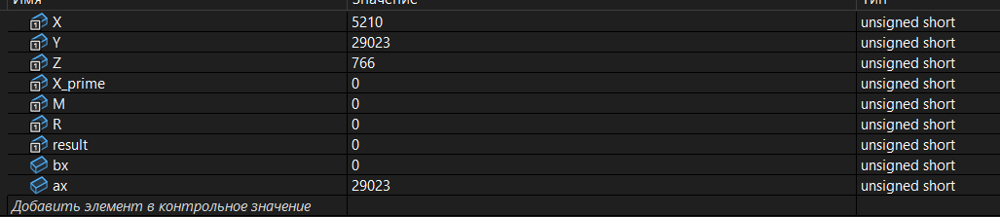 Имя Значение Тип
X 5210 unsigned short
Y 29023 unsigned short
Z 766 unsigned short
X_prime 0 unsigned short
M 0 unsigned short
R 0 unsigned short
result 0 unsigned short
bx 0 unsigned short
ax 29023 unsigned short
Добавить элемент в контрольное значение